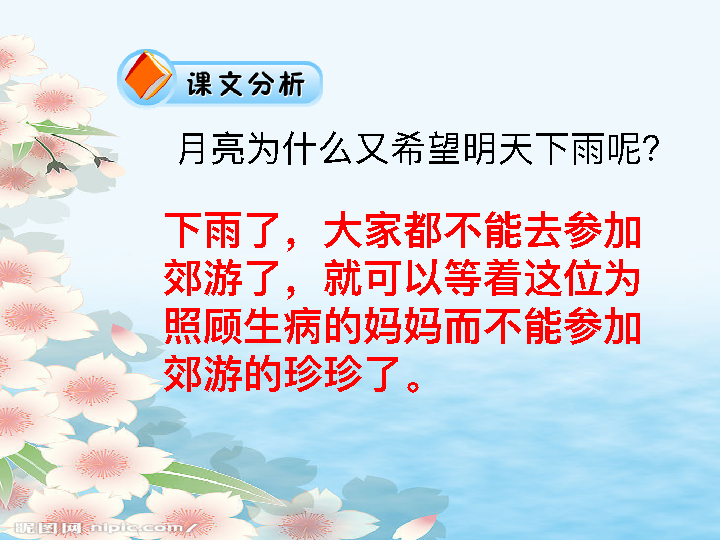 课文分析
月亮为什么又希望明天下雨呢?
下雨了，大家都不能去参加
郊游了，就可以等着这位为
照顾生病的妈妈而不能参加
郊游的珍珍了。
昵图网 nipic.com/